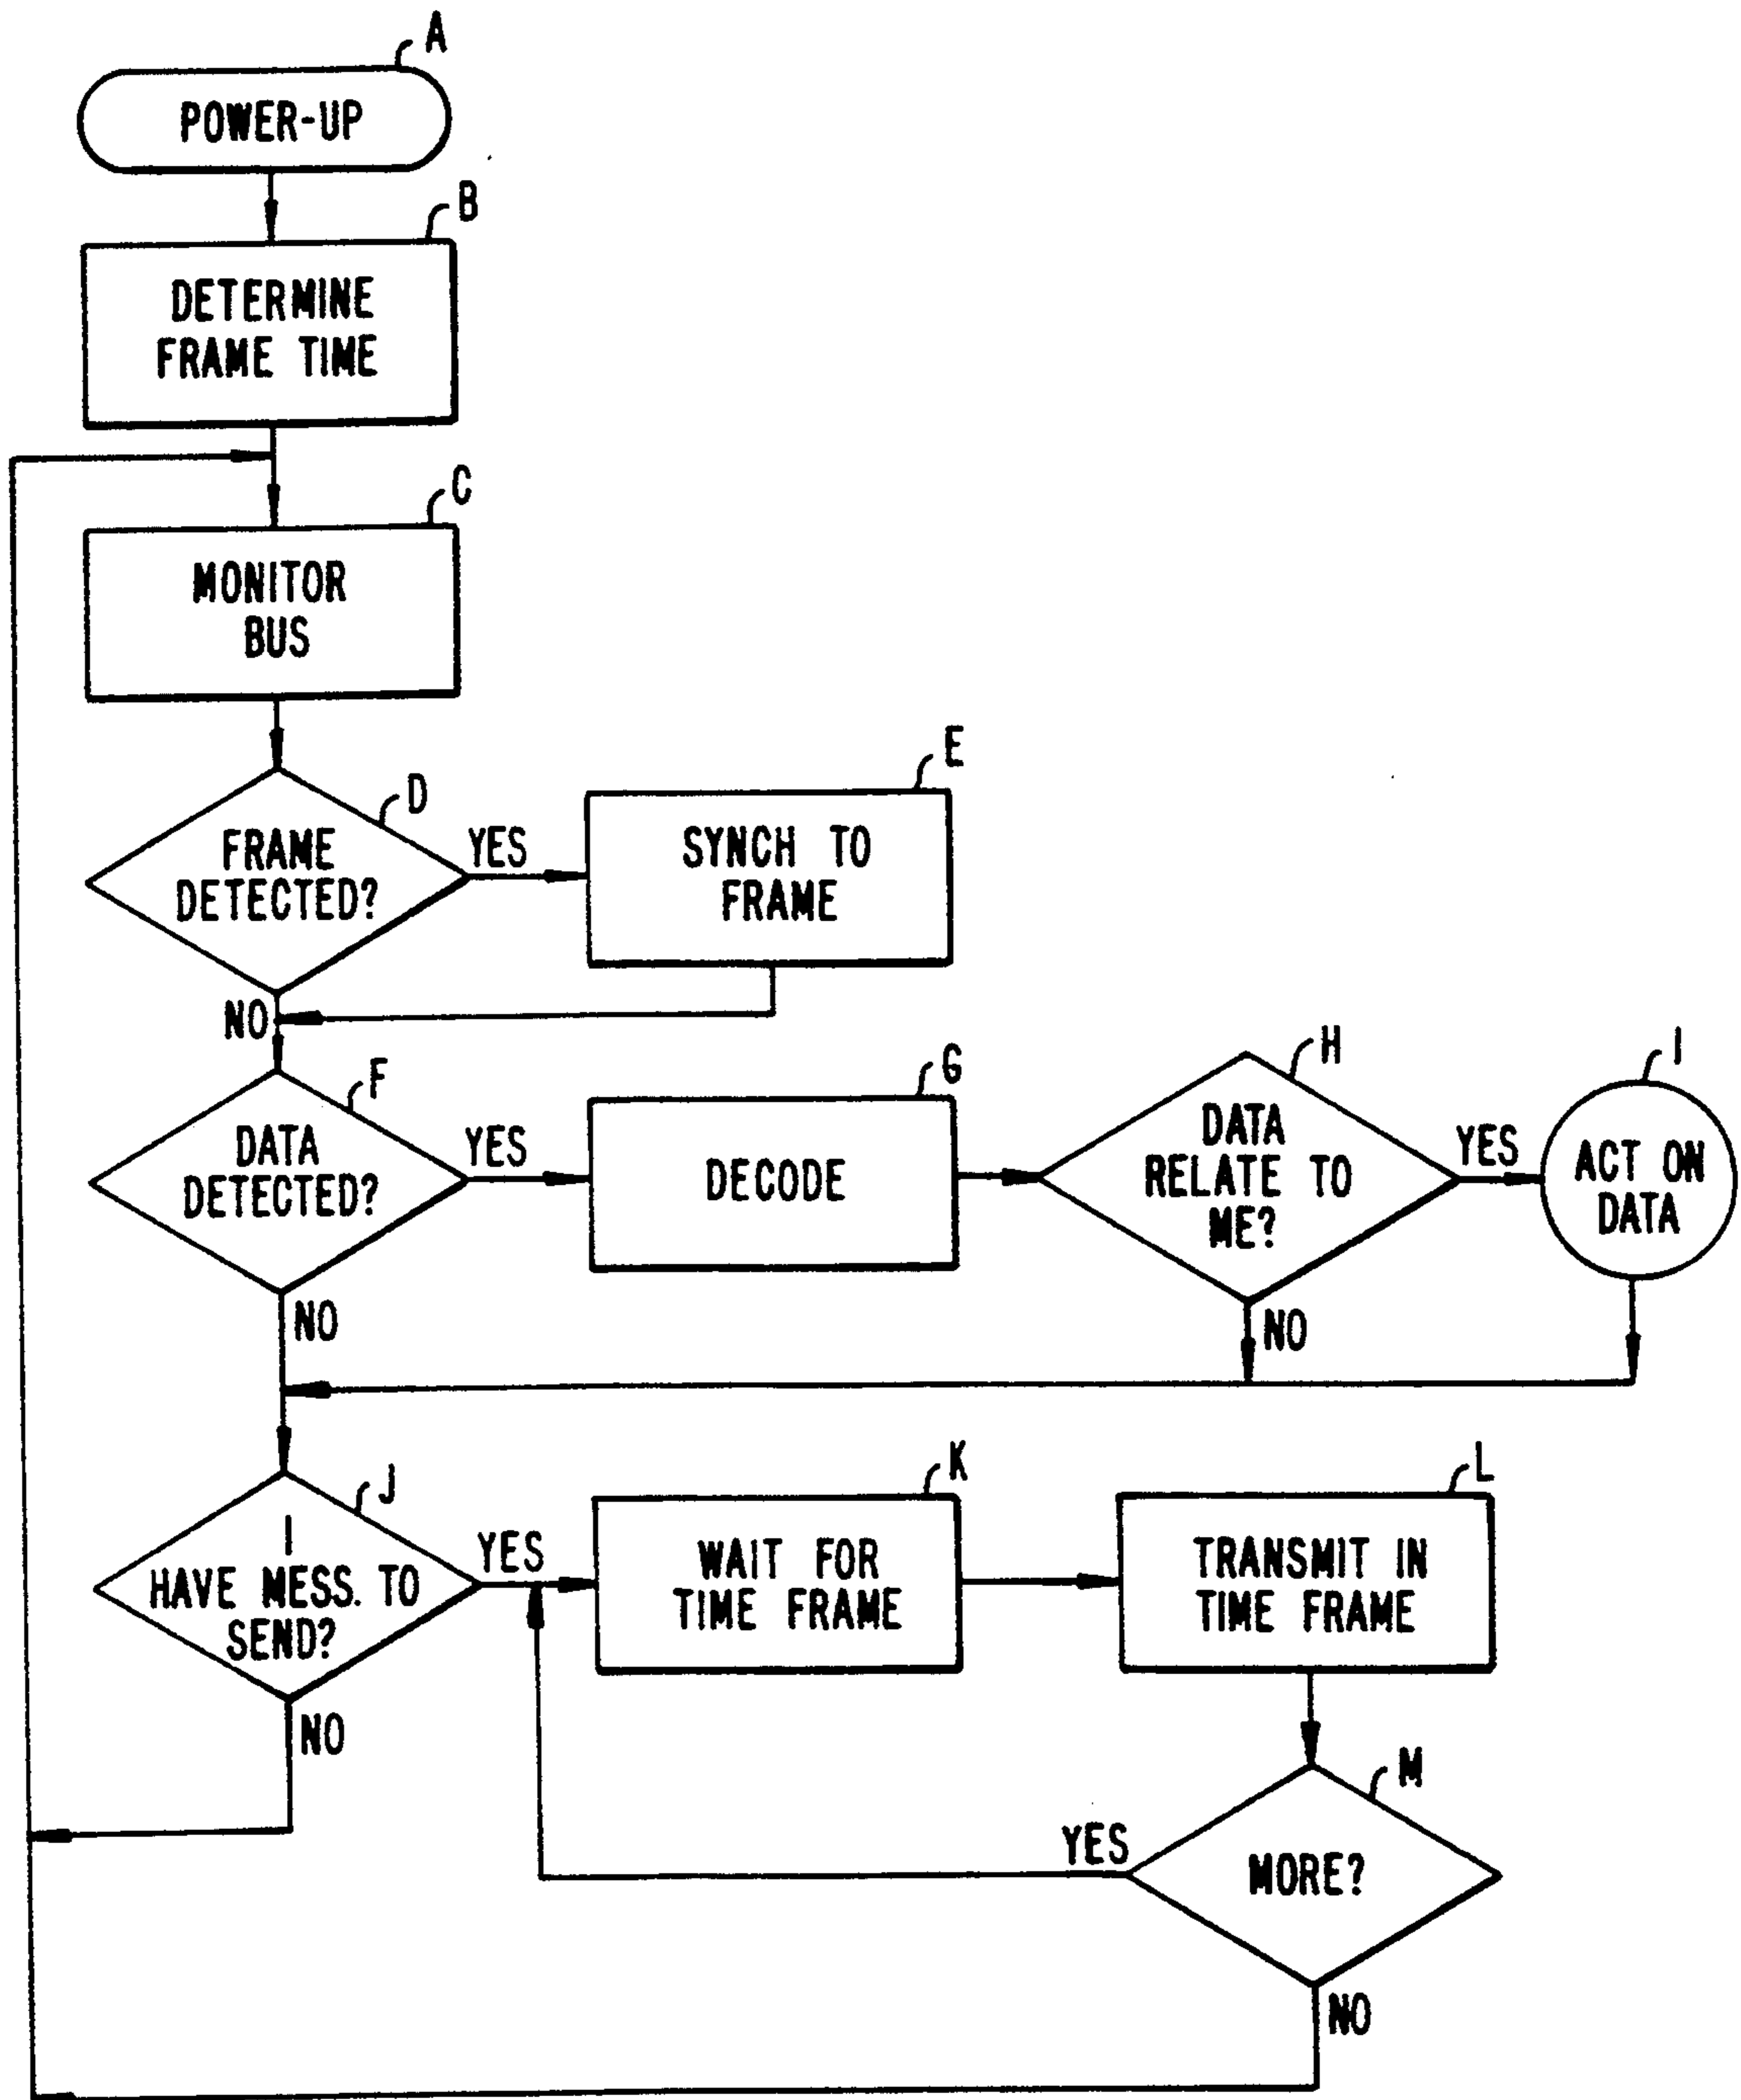 A
POWER-UP
B
DETERMINE
FRAME TIME
C
MONITOR
BUS
D
FRAME
DETECTED?
YES
NO
E
SYNCH TO
FRAME
F
DATA
DETECTED?
YES
NO
G
DECODE
H
DATA
RELATE TO
ME?
YES
NO
I
ACT ON
DATA
J
I
HAVE MESS. TO
SEND?
YES
NO
K
WAIT FOR
TIME FRAME
L
TRANSMIT IN
TIME FRAME
M
MORE?
YES
NO